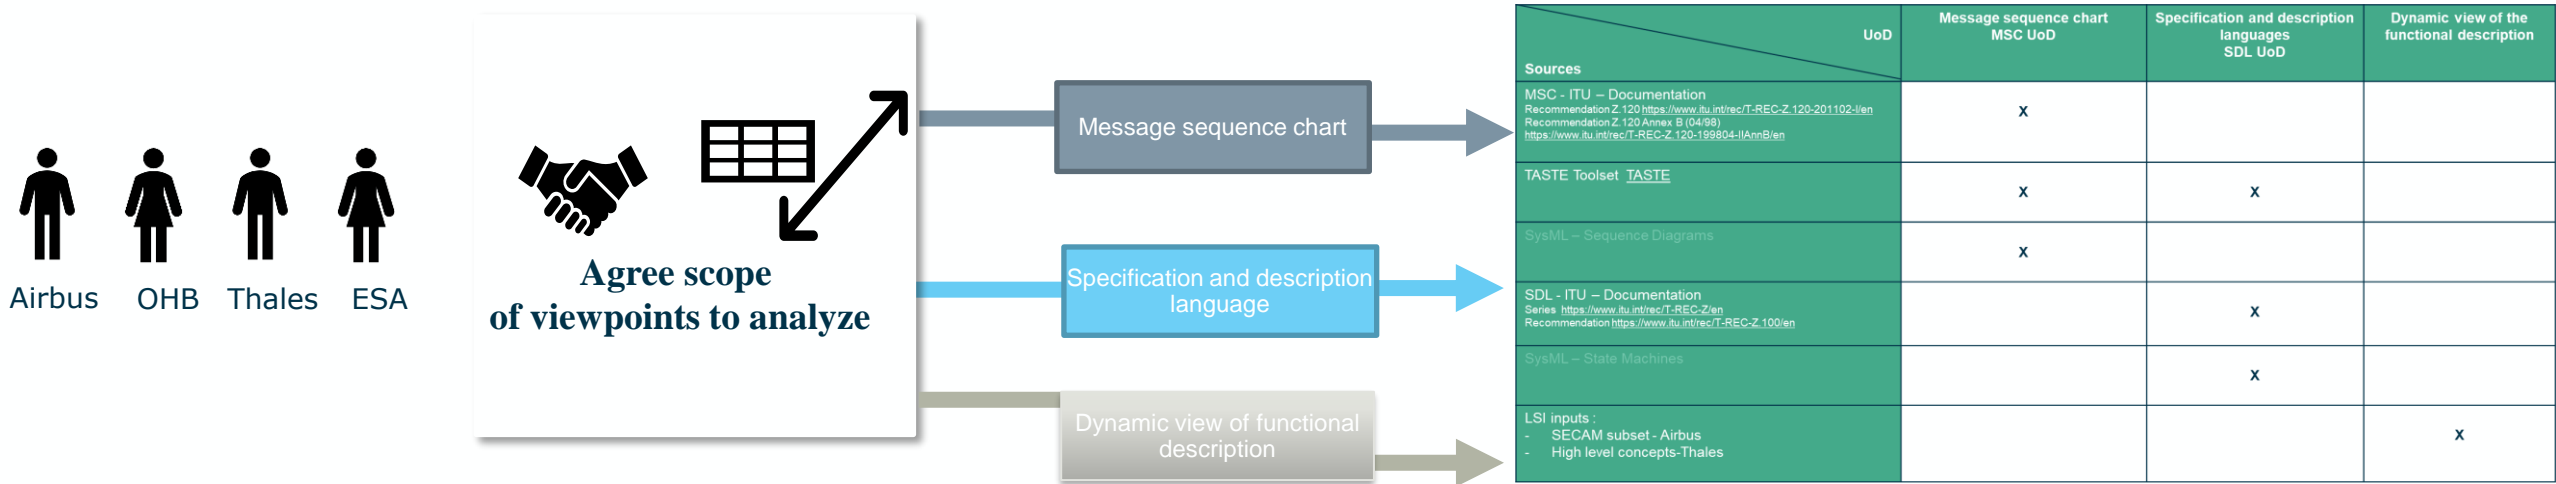 Airbus
OHB
Thales
ESA
Agree scope
of viewpoints to analyze
Message sequence chart
Specification and description
language
Dynamic view of functional
description
UoD
Sources
Message sequence chart
MSC UoD
Specification and description
languages
SDL UoD
Dynamic view of the
functional description
MSC - ITU – Documentation
Recommendation Z.120 https://www.itu.int/rec/T-REC-Z.120-201102-I/en
Recommendation Z.120 Annex B (04/98)
https://www.itu.int/rec/T-REC-Z.120-199804-IIAnnB/en
X
TASTE Toolset TASTE
X
X
SysML – Sequence Diagrams
X
SDL - ITU – Documentation
Series https://www.itu.int/rec/T-REC-Z/en
Recommendation https://www.itu.int/rec/T-REC-Z.100/en
X
SysML – State Machines
X
LSI inputs :
- SECAM subset - Airbus
- High level concepts-Thales
X